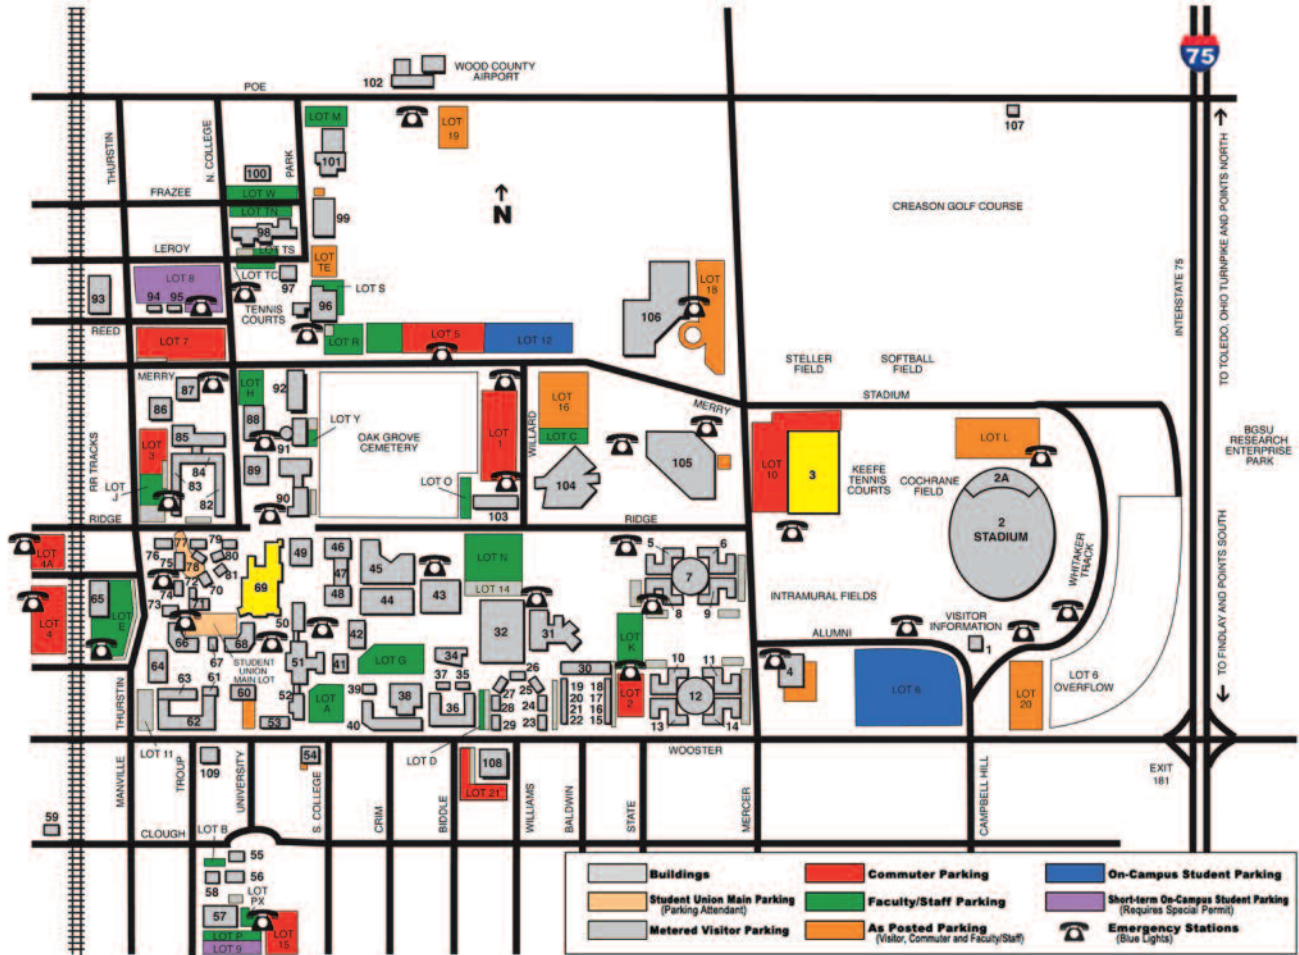 75
WOOD COUNTY
AIRPORT
102
POE
LOT M
LOT
19
107
THURSTIN
N. COLLEGE
PARK
101
100
FRAZEE
LOT W
LOT TN
99
N
CREASON GOLF COURSE
98
LEROY
LOT TS
LOT
TE
LOT TC
97
LOT S
LOT 8
94
95
93
TENNIS
COURTS
96
LOT
18
106
INTERSTATE 75
TO TOLEDO, OHIO TURNPIKE AND POINTS NORTH
REED
LOT 7
LOT R
LOT 5
LOT 12
STELLER
FIELD
SOFTBALL
FIELD
MERRY
87
LOT
H
92
STADIUM
86
88
LOT Y
OAK GROVE
CEMETERY
LOT
1
WILLARD
LOT
16
LOT C
MERRY
LOT L
BGSU
RESEARCH
ENTERPRISE
PARK
RR TRACKS
LOT
3
85
84
83
82
LOT
J
91
89
90
LOT O
103
104
105
LOT
10
3
KEEFE
TENNIS
COURTS
COCHRANE
FIELD
2A
2
STADIUM
WHITAKER
TRACK
RIDGE
RIDGE
LOT
4A
76
77
79
80
75
78
81
72
70
74
73
71
69
49
46
47
48
45
44
43
LOT N
LOT 14
5
6
7
8
9
INTRAMURAL FIELDS
TO FINDLAY AND POINTS SOUTH
65
LOT
E
LOT
4
66
68
67
50
42
32
31
LOT
K
ALUMNI
VISITOR
INFORMATION
1
64
STUDENT
UNION
MAIN LOT
51
41
LOT G
34
30
10
11
12
13
14
4
LOT 6
LOT
20
LOT 6
OVERFLOW
63
61
62
60
53
52
LOT
A
39
38
40
37
35
36
26
27
25
28
24
29
23
19
18
20
17
21
16
22
15
LOT
2
THURSTIN
LOT 11
LOT D
WOOSTER
EXIT
181
MANVILLE
TROUP
109
UNIVERSITY
54
S. COLLEGE
CRIM
BIDDLE
108
LOT 21
WILLIAMS
BALDWIN
STATE
MERCER
CAMPBELL HILL
59
CLOUGH
LOT B
55
56
58
LOT
PX
57
LOT P
LOT 9
LOT
15
Buildings
Student Union Main Parking
(Parking Attendant)
Metered Visitor Parking
Commuter Parking
Faculty/Staff Parking
As Posted Parking
(Visitor, Commuter and Faculty/Staff)
On-Campus Student Parking
Short-term On-Campus Student Parking
(Requires Special Permit)
Emergency Stations
(Blue Lights)